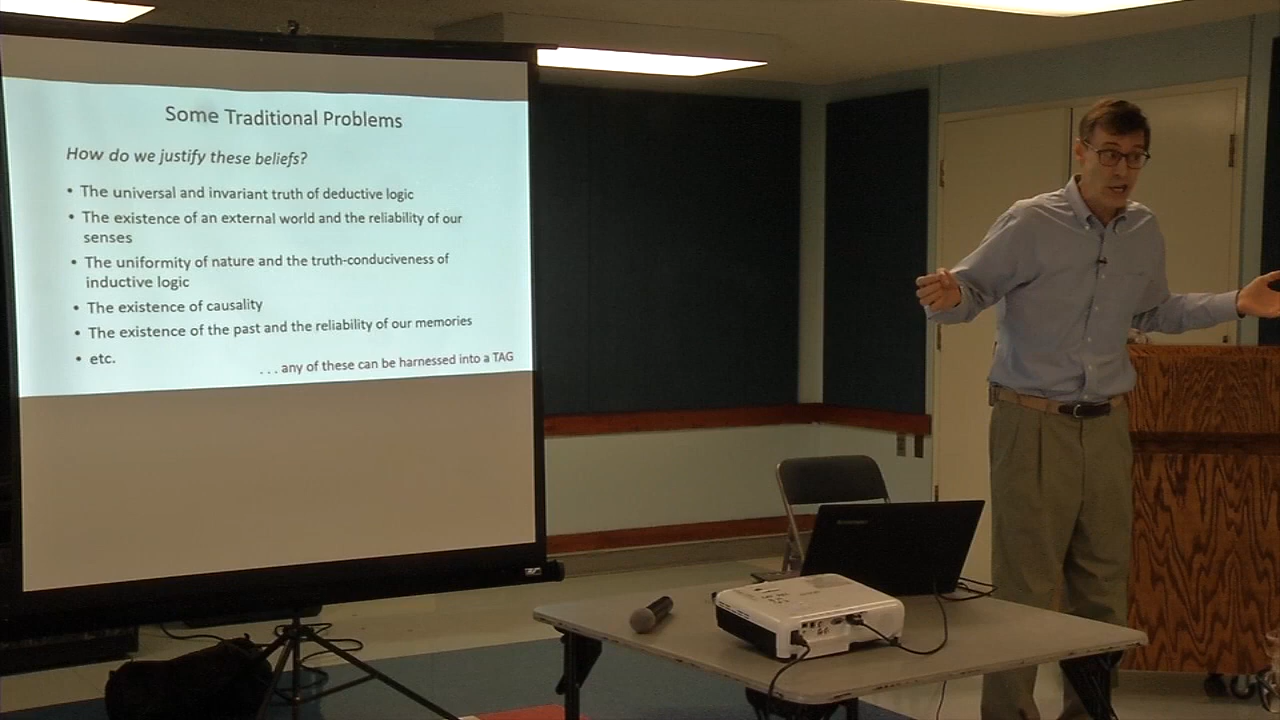 Some Traditional Problems
How do we justify these beliefs?
• The universal and invariant truth of deductive logic
• The existence of an external world and the reliability of our
senses
• The uniformity of nature and the truth-conduciveness of
inductive logic
• The existence of causality
• The existence of the past and the reliability of our memories
• etc.
. . . any of these can be harnessed into a TAG